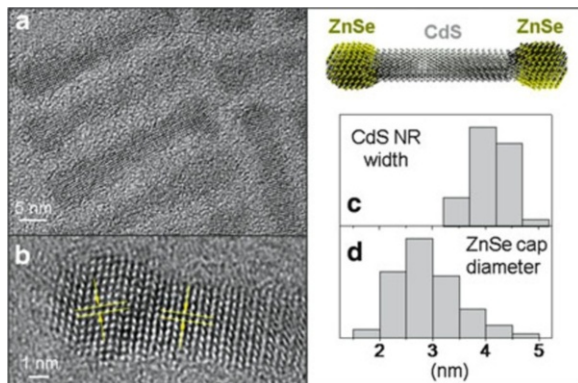 a
5 nm
b
1 nm
ZnSe CdS ZnSe
CdS NR
width
c
d
ZnSe cap
diameter
2 3 4 5
(nm)